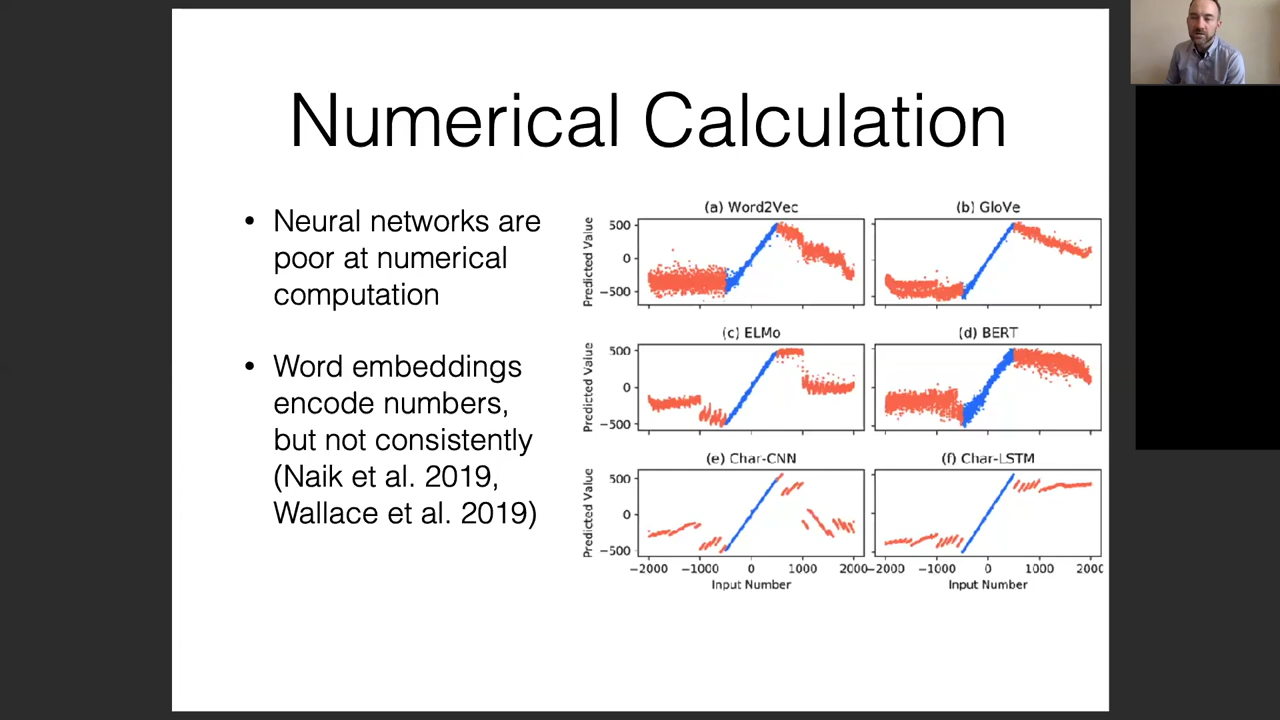 Numerical Calculation
• Neural networks are
poor at numerical
computation
• Word embeddings
encode numbers,
but not consistently
(Naik et al. 2019,
Wallace et al. 2019)
(a) Word2Vec
Predicted Value
500
0
−500
(b) GloVe
(c) ELMo
Predicted Value
500
0
−500
(d) BERT
(e) Char-CNN
Predicted Value
500
0
−500
−2000 −1000 0 1000 2000
Input Number
(f) Char-LSTM
−2000 −1000 0 1000 2000
Input Number